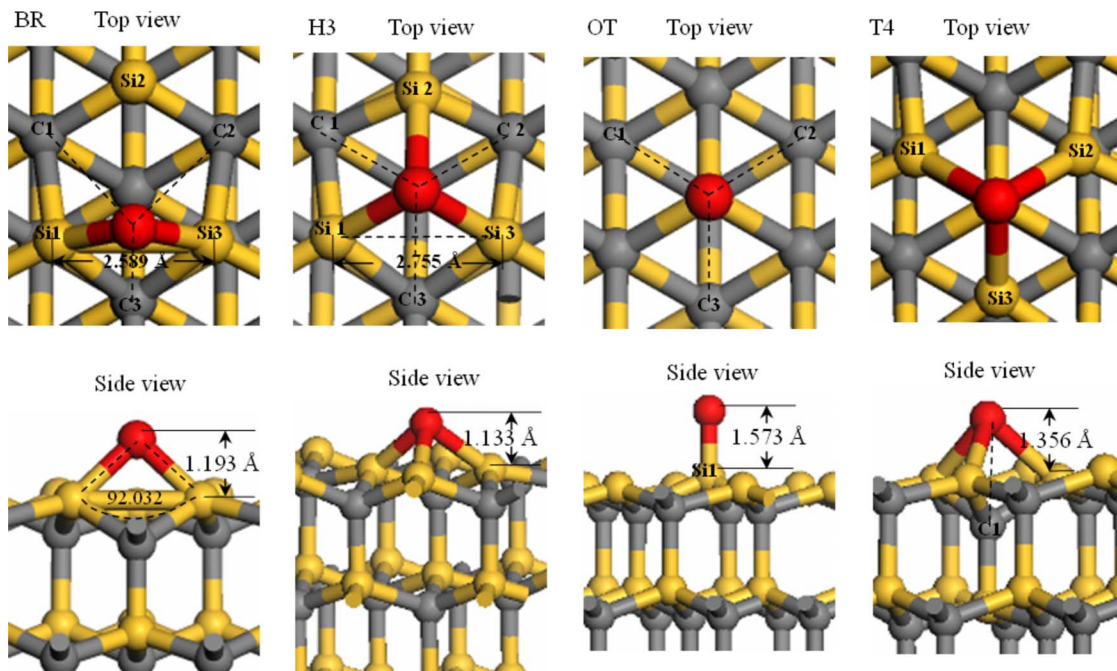 BR Top view
H3 Top view
OT Top view
T4 Top view
Si2
C1
C2
Si1
Si3
2.589 Å
C3
Si 2
C 1
C 2
Si 1
Si 3
2.755 Å
C3
C1
C2
C3
Si1
Si2
Si3
Side view
Side view
Side view
Side view
1.193 Å
92.032
1.133 Å
1.573 Å
Si1
1.356 Å
C1